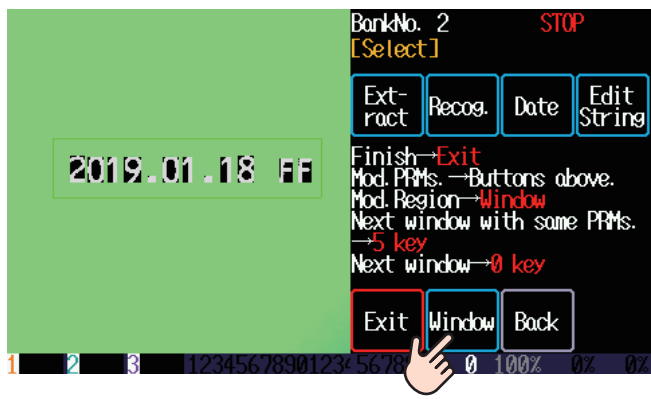 BankNo. 2 STOP
[Select]
Ext-
ract
Recog.
Date
Edit
String
2019.01.18 FF
Finish→Exit
Mod. PRMs. →Buttons above.
Mod. Region→Window
Next window with same PRMs.
→5 key
Next window→0 key
Exit
Window
Back
1 2 3 123456789012345678 0 100% 0% 0%